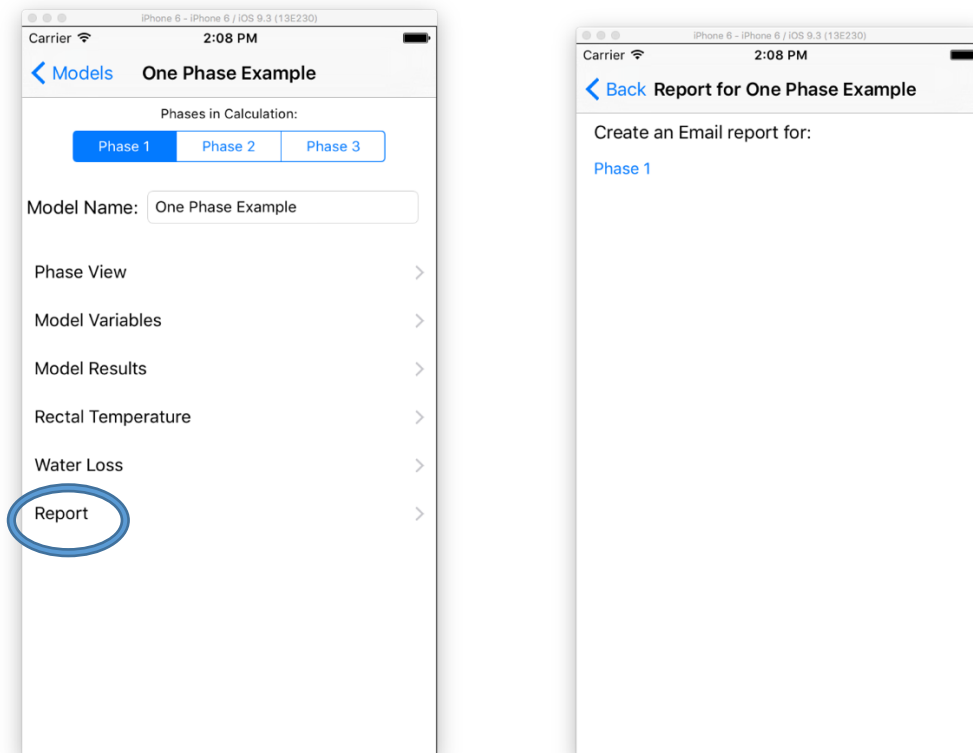 iPhone 6 - iPhone 6 / iOS 9.3 (13E230)
Carrier 2:08 PM
Models One Phase Example
Phases in Calculation:
Phase 1 Phase 2 Phase 3
Model Name: One Phase Example
Phase View
Model Variables
Model Results
Rectal Temperature
Water Loss
Report
iPhone 6 - iPhone 6 / iOS 9.3 (13E230)
Carrier 2:08 PM
Back Report for One Phase Example
Create an Email report for:
Phase 1